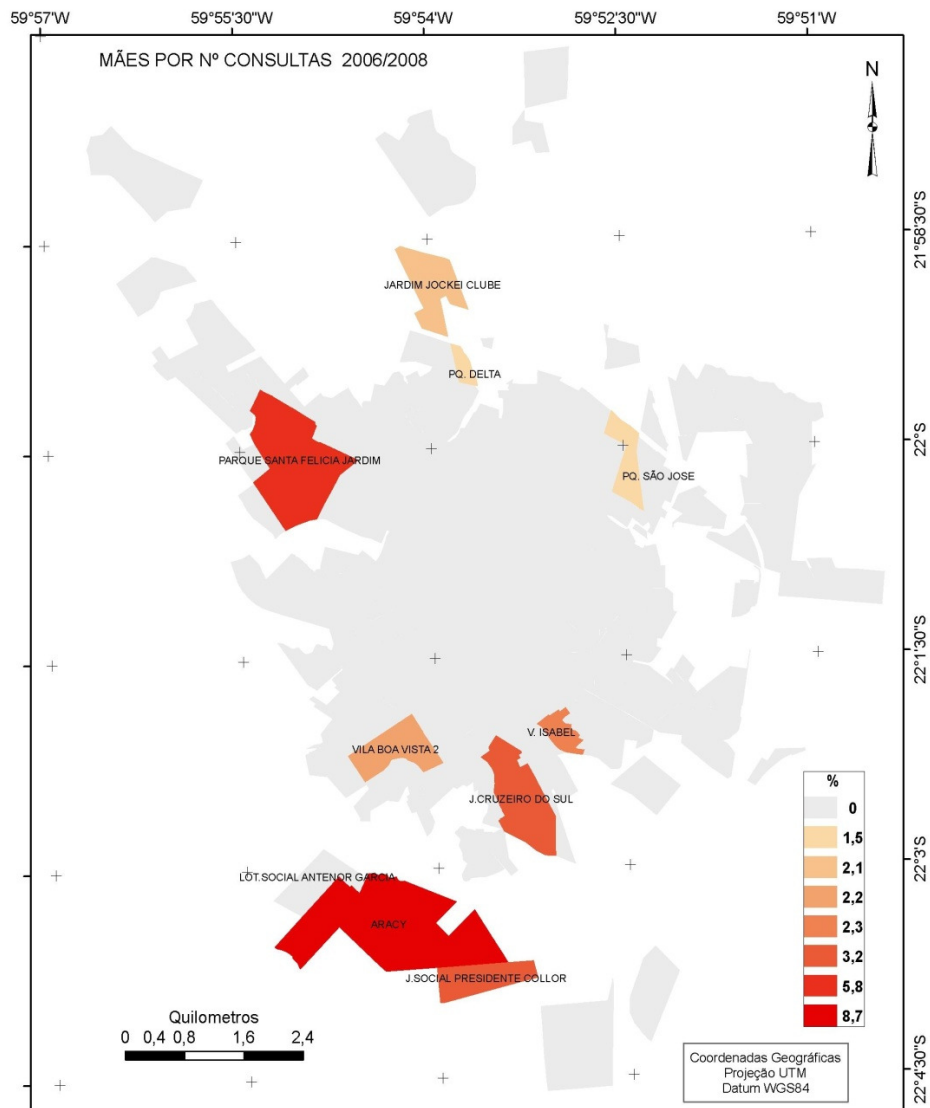 59°57'W 59°55'30"W 59°54'W 59°52'30"W 59°51'W
MÃES POR Nº CONSULTAS 2006/2008
N
21°58'30"S
JARDIM JOCKEI CLUBE
PQ. DELTA
22°S
PARQUE SANTA FELICIA JARDIM
PQ. SÃO JOSE
22°1'30"S
V. ISABEL
VILA BOA VISTA 2
J.CRUZEIRO DO SUL
22°3'S
LOT.SOCIAL ANTENOR GARCIA
ARACY
J.SOCIAL PRESIDENTE COLLOR
22°4'30"S
%
0
1,5
2,1
2,2
2,3
3,2
5,8
8,7
Quilometros
0 0,4 0,8 1,6 2,4
Coordenadas Geográficas
Projeção UTM
Datum WGS84